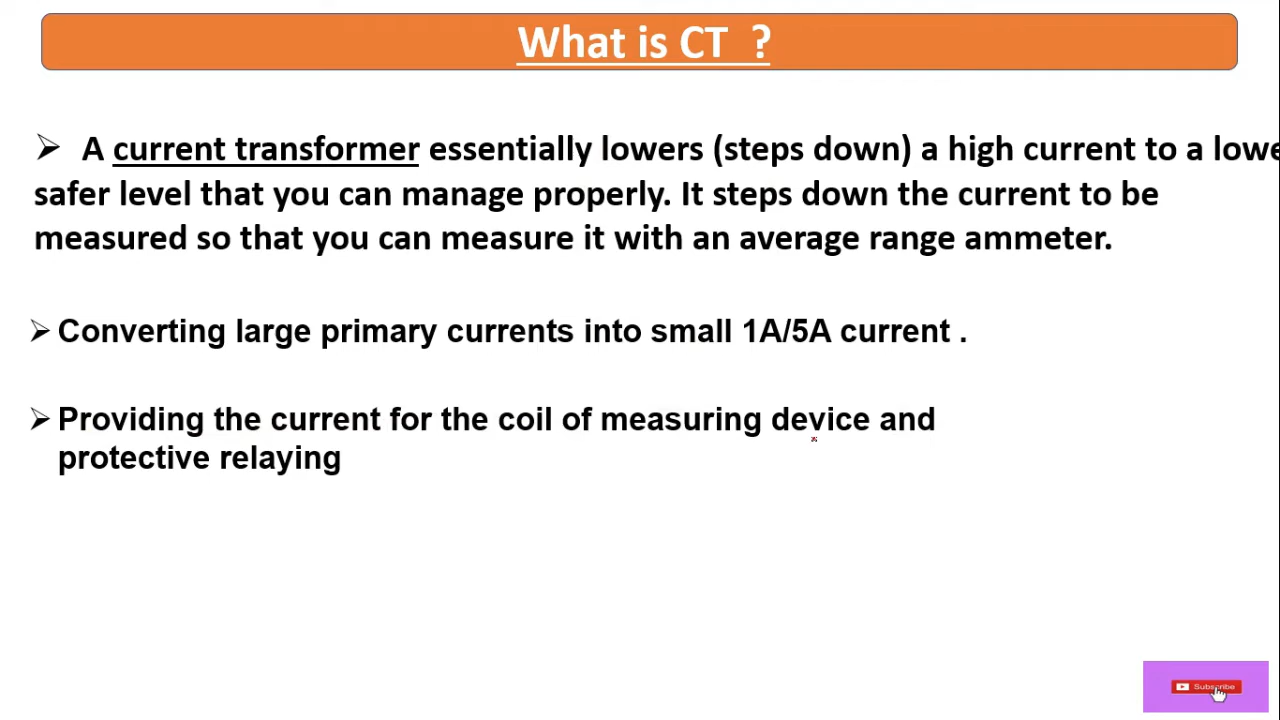 What is CT ?
➢ A current transformer essentially lowers (steps down) a high current to a lowe
safer level that you can manage properly. It steps down the current to be
measured so that you can measure it with an average range ammeter.
➢ Converting large primary currents into small 1A/5A current .
➢ Providing the current for the coil of measuring device and
protective relaying
Subscribe